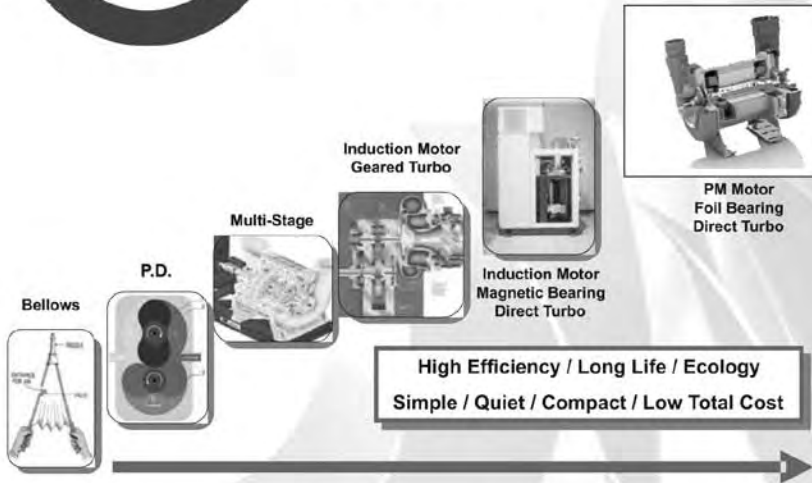 Bellows
P.D.
Multi-Stage
Induction Motor
Geared Turbo
Induction Motor
Magnetic Bearing
Direct Turbo
PM Motor
Foil Bearing
Direct Turbo
High Efficiency / Long Life / Ecology
Simple / Quiet / Compact / Low Total Cost